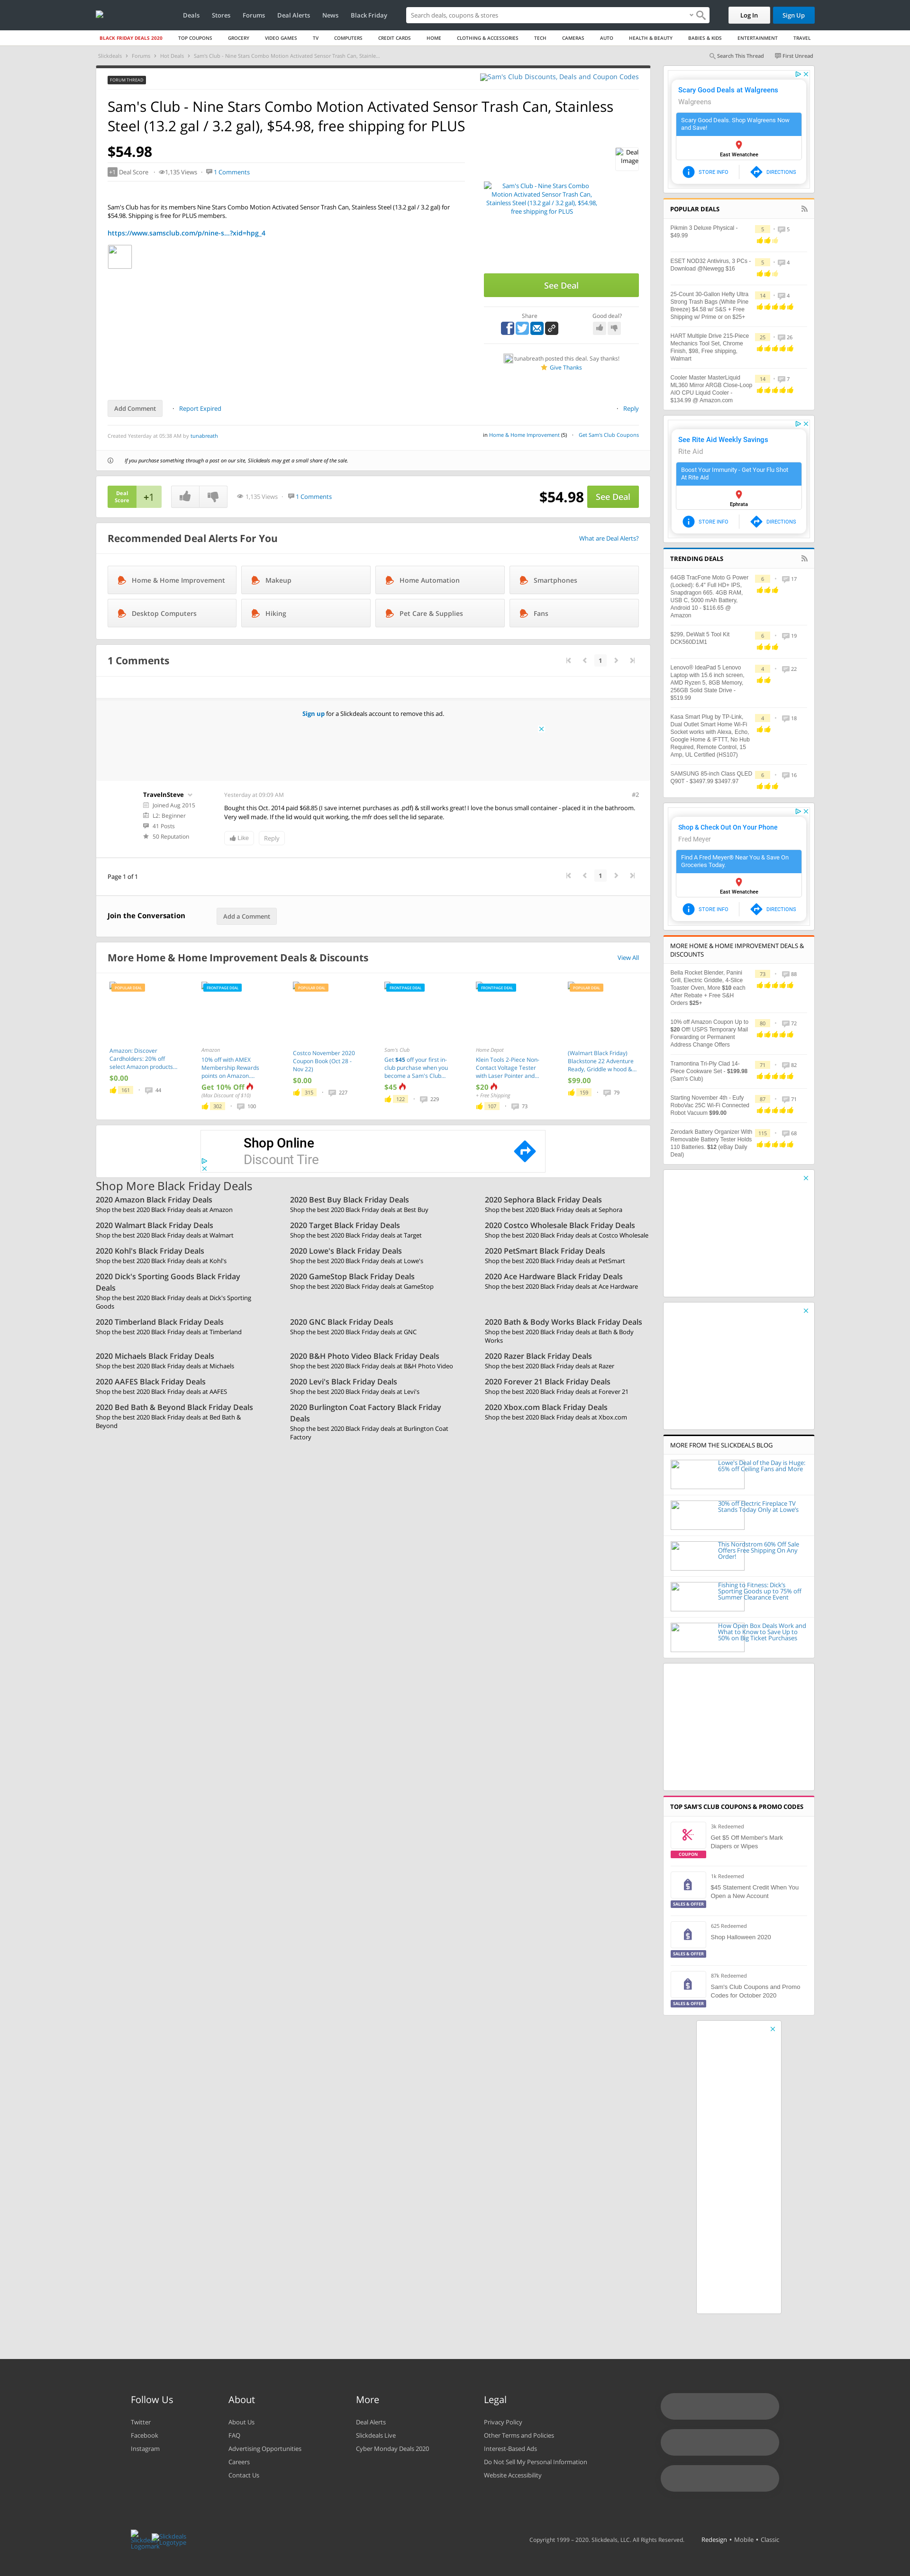 Deals Stores Forums Deal Alerts News Black Friday
Search deals, coupons & stores
Log In Sign Up
BLACK FRIDAY DEALS 2020 TOP COUPONS GROCERY VIDEO GAMES TV COMPUTERS CREDIT CARDS HOME CLOTHING & ACCESSORIES TECH CAMERAS AUTO HEALTH & BEAUTY BABIES & KIDS ENTERTAINMENT TRAVEL
Slickdeals > Forums > Hot Deals > Sam's Club - Nine Stars Combo Motion Activated Sensor Trash Can, Stainle...
Search This Thread First Unread
FORUM THREAD
Sam's Club Discounts, Deals and Coupon Codes
Sam's Club - Nine Stars Combo Motion Activated Sensor Trash Can, Stainless
Steel (13.2 gal / 3.2 gal), $54.98, free shipping for PLUS
$54.98
+1 Deal Score 1,135 Views 1 Comments
Deal
Image
Sam's Club has for its members Nine Stars Combo Motion Activated Sensor Trash Can, Stainless Steel (13.2 gal / 3.2 gal) for
$54.98. Shipping is free for PLUS members.
https://www.samsclub.com/p/nine-s...?xid=hpg_4
Sam's Club - Nine Stars Combo
Motion Activated Sensor Trash Can,
Stainless Steel (13.2 gal / 3.2 gal), $54.98,
free shipping for PLUS
See Deal
Share Good deal?
tunabreath posted this deal. Say thanks!
Give Thanks
Add Comment Report Expired Reply
Created Yesterday at 05:38 AM by tunabreath
in Home & Home Improvement (5) Get Sam's Club Coupons
If you purchase something through a post on our site, Slickdeals may get a small share of the sale.
Deal
Score
+1
1,135 Views 1 Comments
$54.98 See Deal
Recommended Deal Alerts For You
What are Deal Alerts?
Home & Home Improvement Makeup Home Automation Smartphones
Desktop Computers Hiking Pet Care & Supplies Fans
1 Comments
1
Sign up for a Slickdeals account to remove this ad.
TravelnSteve
Joined Aug 2015
L2: Beginner
41 Posts
50 Reputation
Yesterday at 09:09 AM #2
Bought this Oct. 2014 paid $68.85 (I save internet purchases as .pdf) & still works great! I love the bonus small container - placed it in the bathroom.
Very well made. If the lid would quit working, the mfr does sell the lid separate.
Like Reply
Page 1 of 1
1
Join the Conversation Add a Comment
More Home & Home Improvement Deals & Discounts
View All
POPULAR DEAL
Amazon: Discover
Cardholders: 20% off
select Amazon products...
$0.00
161 44
FRONTPAGE DEAL
Amazon
10% off with AMEX
Membership Rewards
points on Amazon....
Get 10% Off
(Max Discount of $10)
302 100
POPULAR DEAL
Costco November 2020
Coupon Book (Oct 28 -
Nov 22)
$0.00
315 227
FRONTPAGE DEAL
Sam's Club
Get $45 off your first in-
club purchase when you
become a Sam's Club...
$45
122 229
FRONTPAGE DEAL
Home Depot
Klein Tools 2-Piece Non-
Contact Voltage Tester
with Laser Pointer and...
$20
+ Free Shipping
107 73
POPULAR DEAL
(Walmart Black Friday)
Blackstone 22 Adventure
Ready, Griddle w hood &...
$99.00
159 79
Shop Online
Discount Tire
Shop More Black Friday Deals
2020 Amazon Black Friday Deals
Shop the best 2020 Black Friday deals at Amazon
2020 Best Buy Black Friday Deals
Shop the best 2020 Black Friday deals at Best Buy
2020 Sephora Black Friday Deals
Shop the best 2020 Black Friday deals at Sephora
2020 Walmart Black Friday Deals
Shop the best 2020 Black Friday deals at Walmart
2020 Target Black Friday Deals
Shop the best 2020 Black Friday deals at Target
2020 Costco Wholesale Black Friday Deals
Shop the best 2020 Black Friday deals at Costco Wholesale
2020 Kohl's Black Friday Deals
Shop the best 2020 Black Friday deals at Kohl's
2020 Lowe's Black Friday Deals
Shop the best 2020 Black Friday deals at Lowe's
2020 PetSmart Black Friday Deals
Shop the best 2020 Black Friday deals at PetSmart
2020 Dick's Sporting Goods Black Friday
Deals
Shop the best 2020 Black Friday deals at Dick's Sporting
Goods
2020 GameStop Black Friday Deals
Shop the best 2020 Black Friday deals at GameStop
2020 Ace Hardware Black Friday Deals
Shop the best 2020 Black Friday deals at Ace Hardware
2020 Timberland Black Friday Deals
Shop the best 2020 Black Friday deals at Timberland
2020 GNC Black Friday Deals
Shop the best 2020 Black Friday deals at GNC
2020 Bath & Body Works Black Friday Deals
Shop the best 2020 Black Friday deals at Bath & Body
Works
2020 Michaels Black Friday Deals
Shop the best 2020 Black Friday deals at Michaels
2020 B&H Photo Video Black Friday Deals
Shop the best 2020 Black Friday deals at B&H Photo Video
2020 Razer Black Friday Deals
Shop the best 2020 Black Friday deals at Razer
2020 AAFES Black Friday Deals
Shop the best 2020 Black Friday deals at AAFES
2020 Levi's Black Friday Deals
Shop the best 2020 Black Friday deals at Levi's
2020 Forever 21 Black Friday Deals
Shop the best 2020 Black Friday deals at Forever 21
2020 Bed Bath & Beyond Black Friday Deals
Shop the best 2020 Black Friday deals at Bed Bath &
Beyond
2020 Burlington Coat Factory Black Friday
Deals
Shop the best 2020 Black Friday deals at Burlington Coat
Factory
2020 Xbox.com Black Friday Deals
Shop the best 2020 Black Friday deals at Xbox.com
Scary Good Deals at Walgreens
Walgreens
Scary Good Deals. Shop Walgreens Now
and Save!
East Wenatchee
STORE INFO DIRECTIONS
POPULAR DEALS
Pikmin 3 Deluxe Physical -
$49.99
5 5
ESET NOD32 Antivirus, 3 PCs -
Download @Newegg $16
5 4
25-Count 30-Gallon Hefty Ultra
Strong Trash Bags (White Pine
Breeze) $4.58 w/ S&S + Free
Shipping w/ Prime or on $25+
14 4
HART Multiple Drive 215-Piece
Mechanics Tool Set, Chrome
Finish, $98, Free shipping,
Walmart
25 26
Cooler Master MasterLiquid
ML360 Mirror ARGB Close-Loop
AIO CPU Liquid Cooler -
$134.99 @ Amazon.com
14 7
See Rite Aid Weekly Savings
Rite Aid
Boost Your Immunity - Get Your Flu Shot
At Rite Aid
Ephrata
STORE INFO DIRECTIONS
TRENDING DEALS
64GB TracFone Moto G Power
(Locked): 6.4" Full HD+ IPS,
Snapdragon 665, 4GB RAM,
USB C, 5000 mAh Battery,
Android 10 - $116.65 @
Amazon
6 17
$299, DeWalt 5 Tool Kit
DCK560D1M1
6 19
Lenovo® IdeaPad 5 Lenovo
Laptop with 15.6 inch screen,
AMD Ryzen 5, 8GB Memory,
256GB Solid State Drive -
$519.99
4 22
Kasa Smart Plug by TP-Link,
Dual Outlet Smart Home Wi-Fi
Socket works with Alexa, Echo,
Google Home & IFTTT, No Hub
Required, Remote Control, 15
Amp, UL Certified (HS107)
4 18
SAMSUNG 85-inch Class QLED
Q90T - $3497.99 $3497.97
6 16
Shop & Check Out On Your Phone
Fred Meyer
Find A Fred Meyer® Near You & Save On
Groceries Today.
East Wenatchee
STORE INFO DIRECTIONS
MORE HOME & HOME IMPROVEMENT DEALS &
DISCOUNTS
Bella Rocket Blender, Panini
Grill, Electric Griddle, 4-Slice
Toaster Oven, More $10 each
After Rebate + Free S&H
Orders $25+
73 88
10% off Amazon Coupon Up to
$20 Off! USPS Temporary Mail
Forwarding or Permanent
Address Change Offers
80 72
Tramontina Tri-Ply Clad 14-
Piece Cookware Set - $199.98
(Sam's Club)
71 82
Starting November 4th - Eufy
RoboVac 25C Wi-Fi Connected
Robot Vacuum $99.00
87 71
Zerodark Battery Organizer With
Removable Battery Tester Holds
110 Batteries. $12 (eBay Daily
Deal)
115 68
MORE FROM THE SLICKDEALS BLOG
Lowe's Deal of the Day is Huge:
65% off Ceiling Fans and More
30% off Electric Fireplace TV
Stands Today Only at Lowe's
This Nordstrom 60% Off Sale
Offers Free Shipping On Any
Order!
Fishing to Fitness: Dick's
Sporting Goods up to 75% off
Summer Clearance Event
How Open Box Deals Work and
What to Know to Save Up to
50% on Big Ticket Purchases
TOP SAM'S CLUB COUPONS & PROMO CODES
COUPON
3k Redeemed
Get $5 Off Member's Mark
Diapers or Wipes
SALES & OFFER
1k Redeemed
$45 Statement Credit When You
Open a New Account
SALES & OFFER
625 Redeemed
Shop Halloween 2020
SALES & OFFER
87k Redeemed
Sam's Club Coupons and Promo
Codes for October 2020
Follow Us
Twitter
Facebook
Instagram
About
About Us
FAQ
Advertising Opportunities
Careers
Contact Us
More
Deal Alerts
Slickdeals Live
Cyber Monday Deals 2020
Legal
Privacy Policy
Other Terms and Policies
Interest-Based Ads
Do Not Sell My Personal Information
Website Accessibility
Slickdeals Logomark
Slickdeals Logotype
Copyright 1999 – 2020. Slickdeals, LLC. All Rights Reserved. Redesign • Mobile • Classic